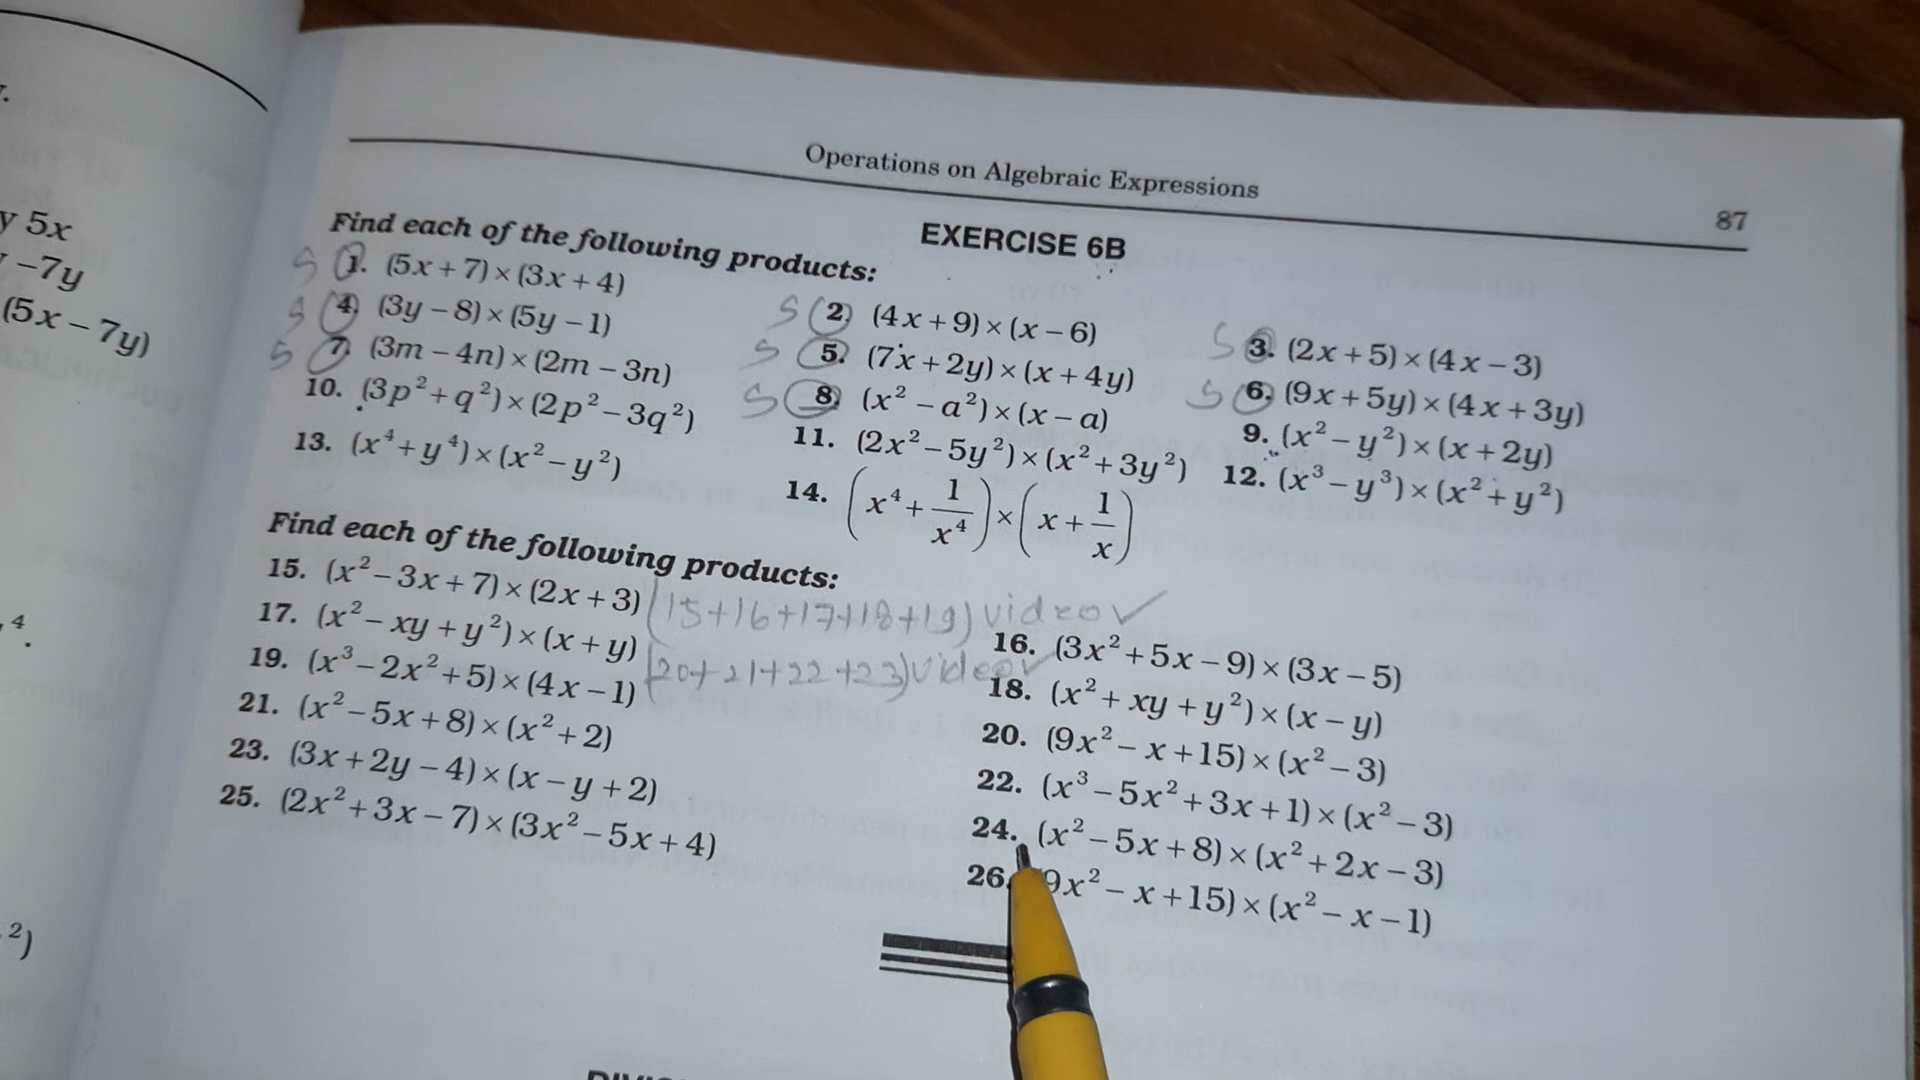 y 5x
-7y
(5x – 7y)
4.
2)
Operations on Algebraic Expressions
87
EXERCISE 6B
Find each of the following products:
S 1. (5x + 7) × (3x + 4)
S 2. (4x + 9) × (x – 6)
S 3. (2x + 5) × (4x – 3)
S 4. (3y – 8) × (5y – 1)
S 5. (7x + 2y) × (x + 4y)
S 6. (9x + 5y) × (4x + 3y)
S 7. (3m – 4n) × (2m – 3n)
S 8. (x² – a²) × (x – a)
9. (x² – y²) × (x + 2y)
10. (3p² + q²) × (2p² – 3q²)
11. (2x² – 5y²) × (x² + 3y²)
12. (x³ – y³) × (x² + y²)
13. (x⁴ + y⁴) × (x² – y²)
14. (x⁴ + 1/x⁴) × (x + 1/x)
Find each of the following products:
15. (x² – 3x + 7) × (2x + 3)
(15+16+17+18+19) video ✓
16. (3x² + 5x – 9) × (3x – 5)
17. (x² – xy + y²) × (x + y)
(20+21+22+23) video ✓
18. (x² + xy + y²) × (x – y)
19. (x³ – 2x² + 5) × (4x – 1)
20. (9x² – x + 15) × (x² – 3)
21. (x² – 5x + 8) × (x² + 2)
22. (x³ – 5x² + 3x + 1) × (x² – 3)
23. (3x + 2y – 4) × (x – y + 2)
24. (x² – 5x + 8) × (x² + 2x – 3)
25. (2x² + 3x – 7) × (3x² – 5x + 4)
26. 9x² – x + 15) × (x² – x – 1)